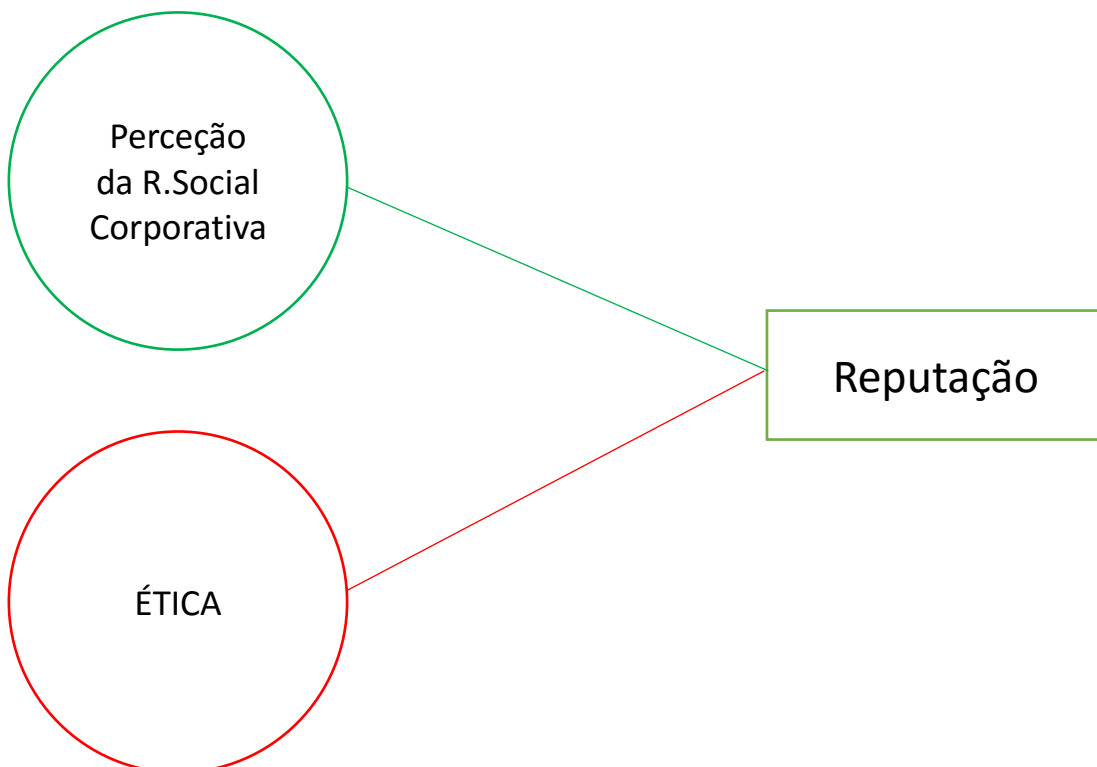 Perceção
da R.Social
Corporativa
Reputação
ÉTICA